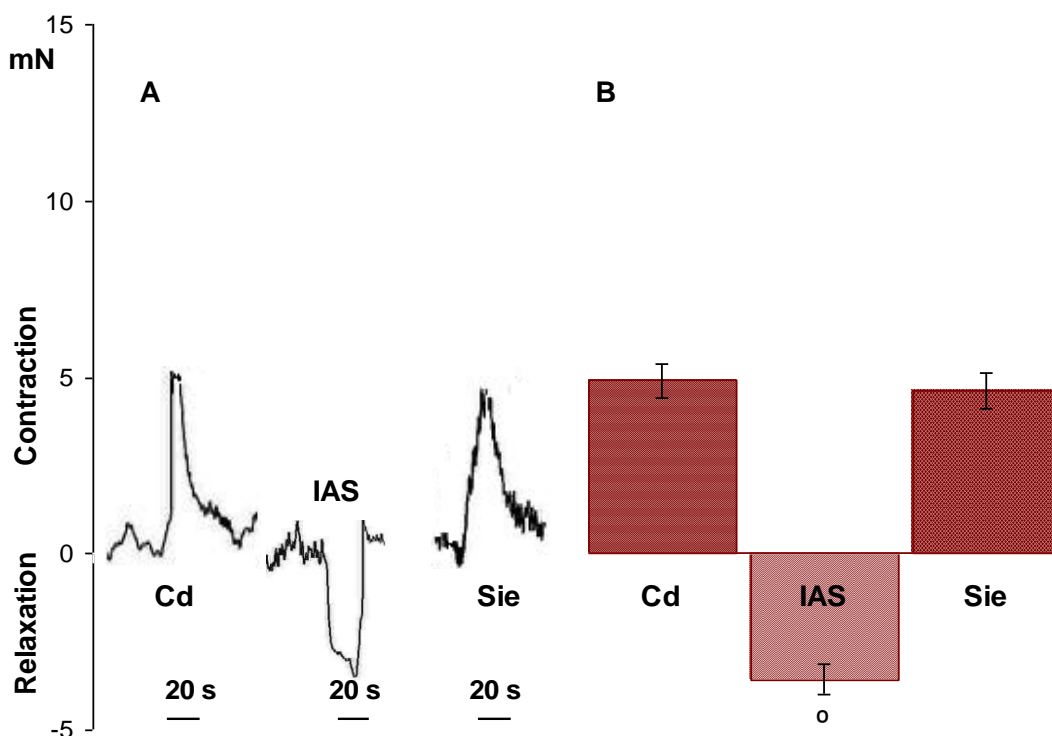 15
mN
A
B
10
Contraction
5
IAS
0
Relaxation
Cd
Sie
Cd
IAS
Sie
20 s
20 s
20 s
-5
o